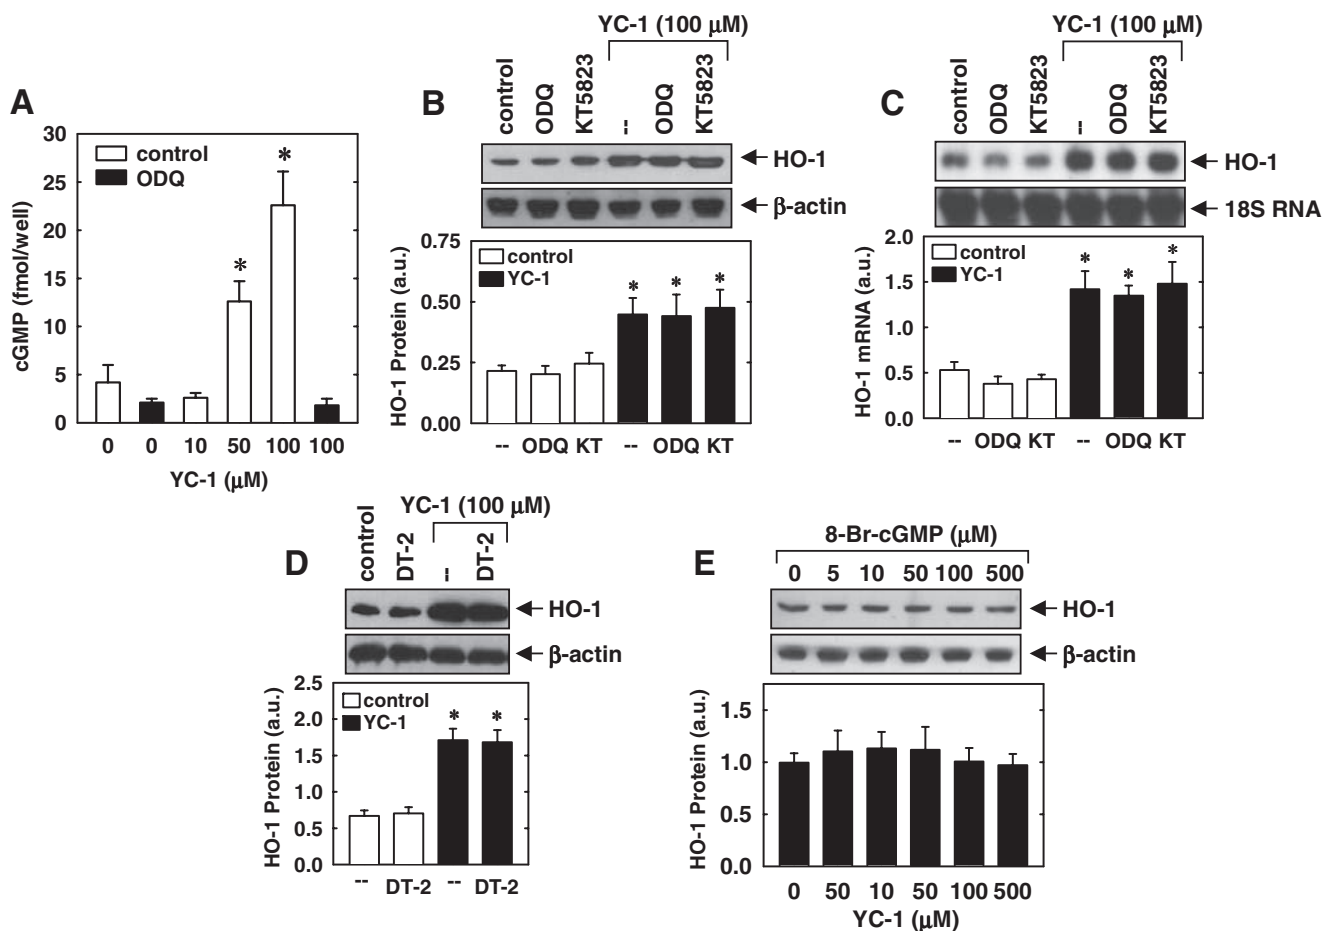 A
cGMP (fmol/well)
30
25
20
15
10
5
0
control
ODQ
*
*
0 0 10 50 100 100
YC-1 (μM)
B
YC-1 (100 μM)
control ODQ KT5823 -- ODQ KT5823
HO-1
β-actin
HO-1 Protein (a.u.)
0.75
0.50
0.25
0.00
control
YC-1
* * *
-- ODQ KT -- ODQ KT
C
YC-1 (100 μM)
control ODQ KT5823 -- ODQ KT5823
HO-1
18S RNA
HO-1 mRNA (a.u.)
2.0
1.5
1.0
0.5
0.0
control
YC-1
* * *
-- ODQ KT -- ODQ KT
D
YC-1 (100 μM)
control DT-2 -- DT-2
HO-1
β-actin
HO-1 Protein (a.u.)
2.5
2.0
1.5
1.0
0.5
0.0
control
YC-1
* *
-- DT-2 -- DT-2
E
8-Br-cGMP (μM)
0 5 10 50 100 500
HO-1
β-actin
HO-1 Protein (a.u.)
1.5
1.0
0.5
0.0
0 50 10 50 100 500
YC-1 (μM)